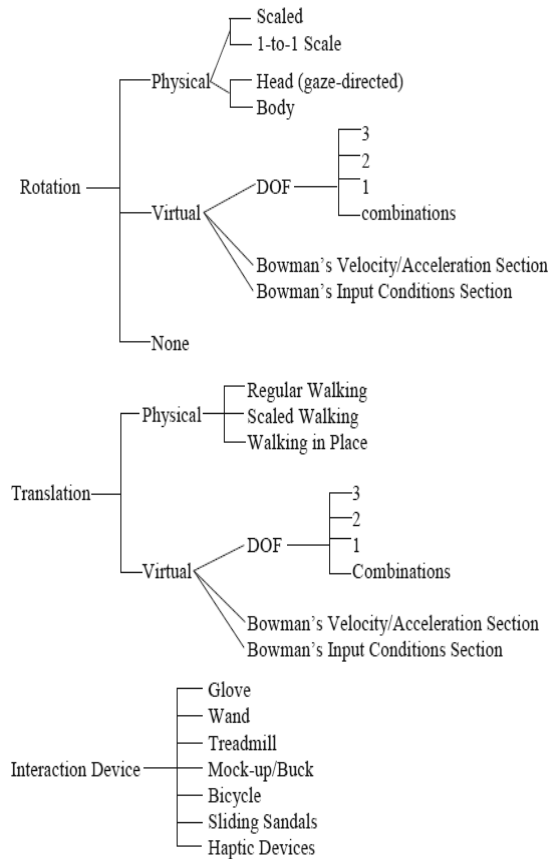 Scaled
1-to-1 Scale
Physical
Head (gaze-directed)
Body
3
2
Rotation
DOF
1
Virtual
combinations
Bowman's Velocity/Acceleration Section
Bowman's Input Conditions Section
None
Regular Walking
Physical
Scaled Walking
Walking in Place
Translation
3
2
DOF
1
Virtual
Combinations
Bowman's Velocity/Acceleration Section
Bowman's Input Conditions Section
Glove
Wand
Treadmill
Interaction Device
Mock-up/Buck
Bicycle
Sliding Sandals
Haptic Devices